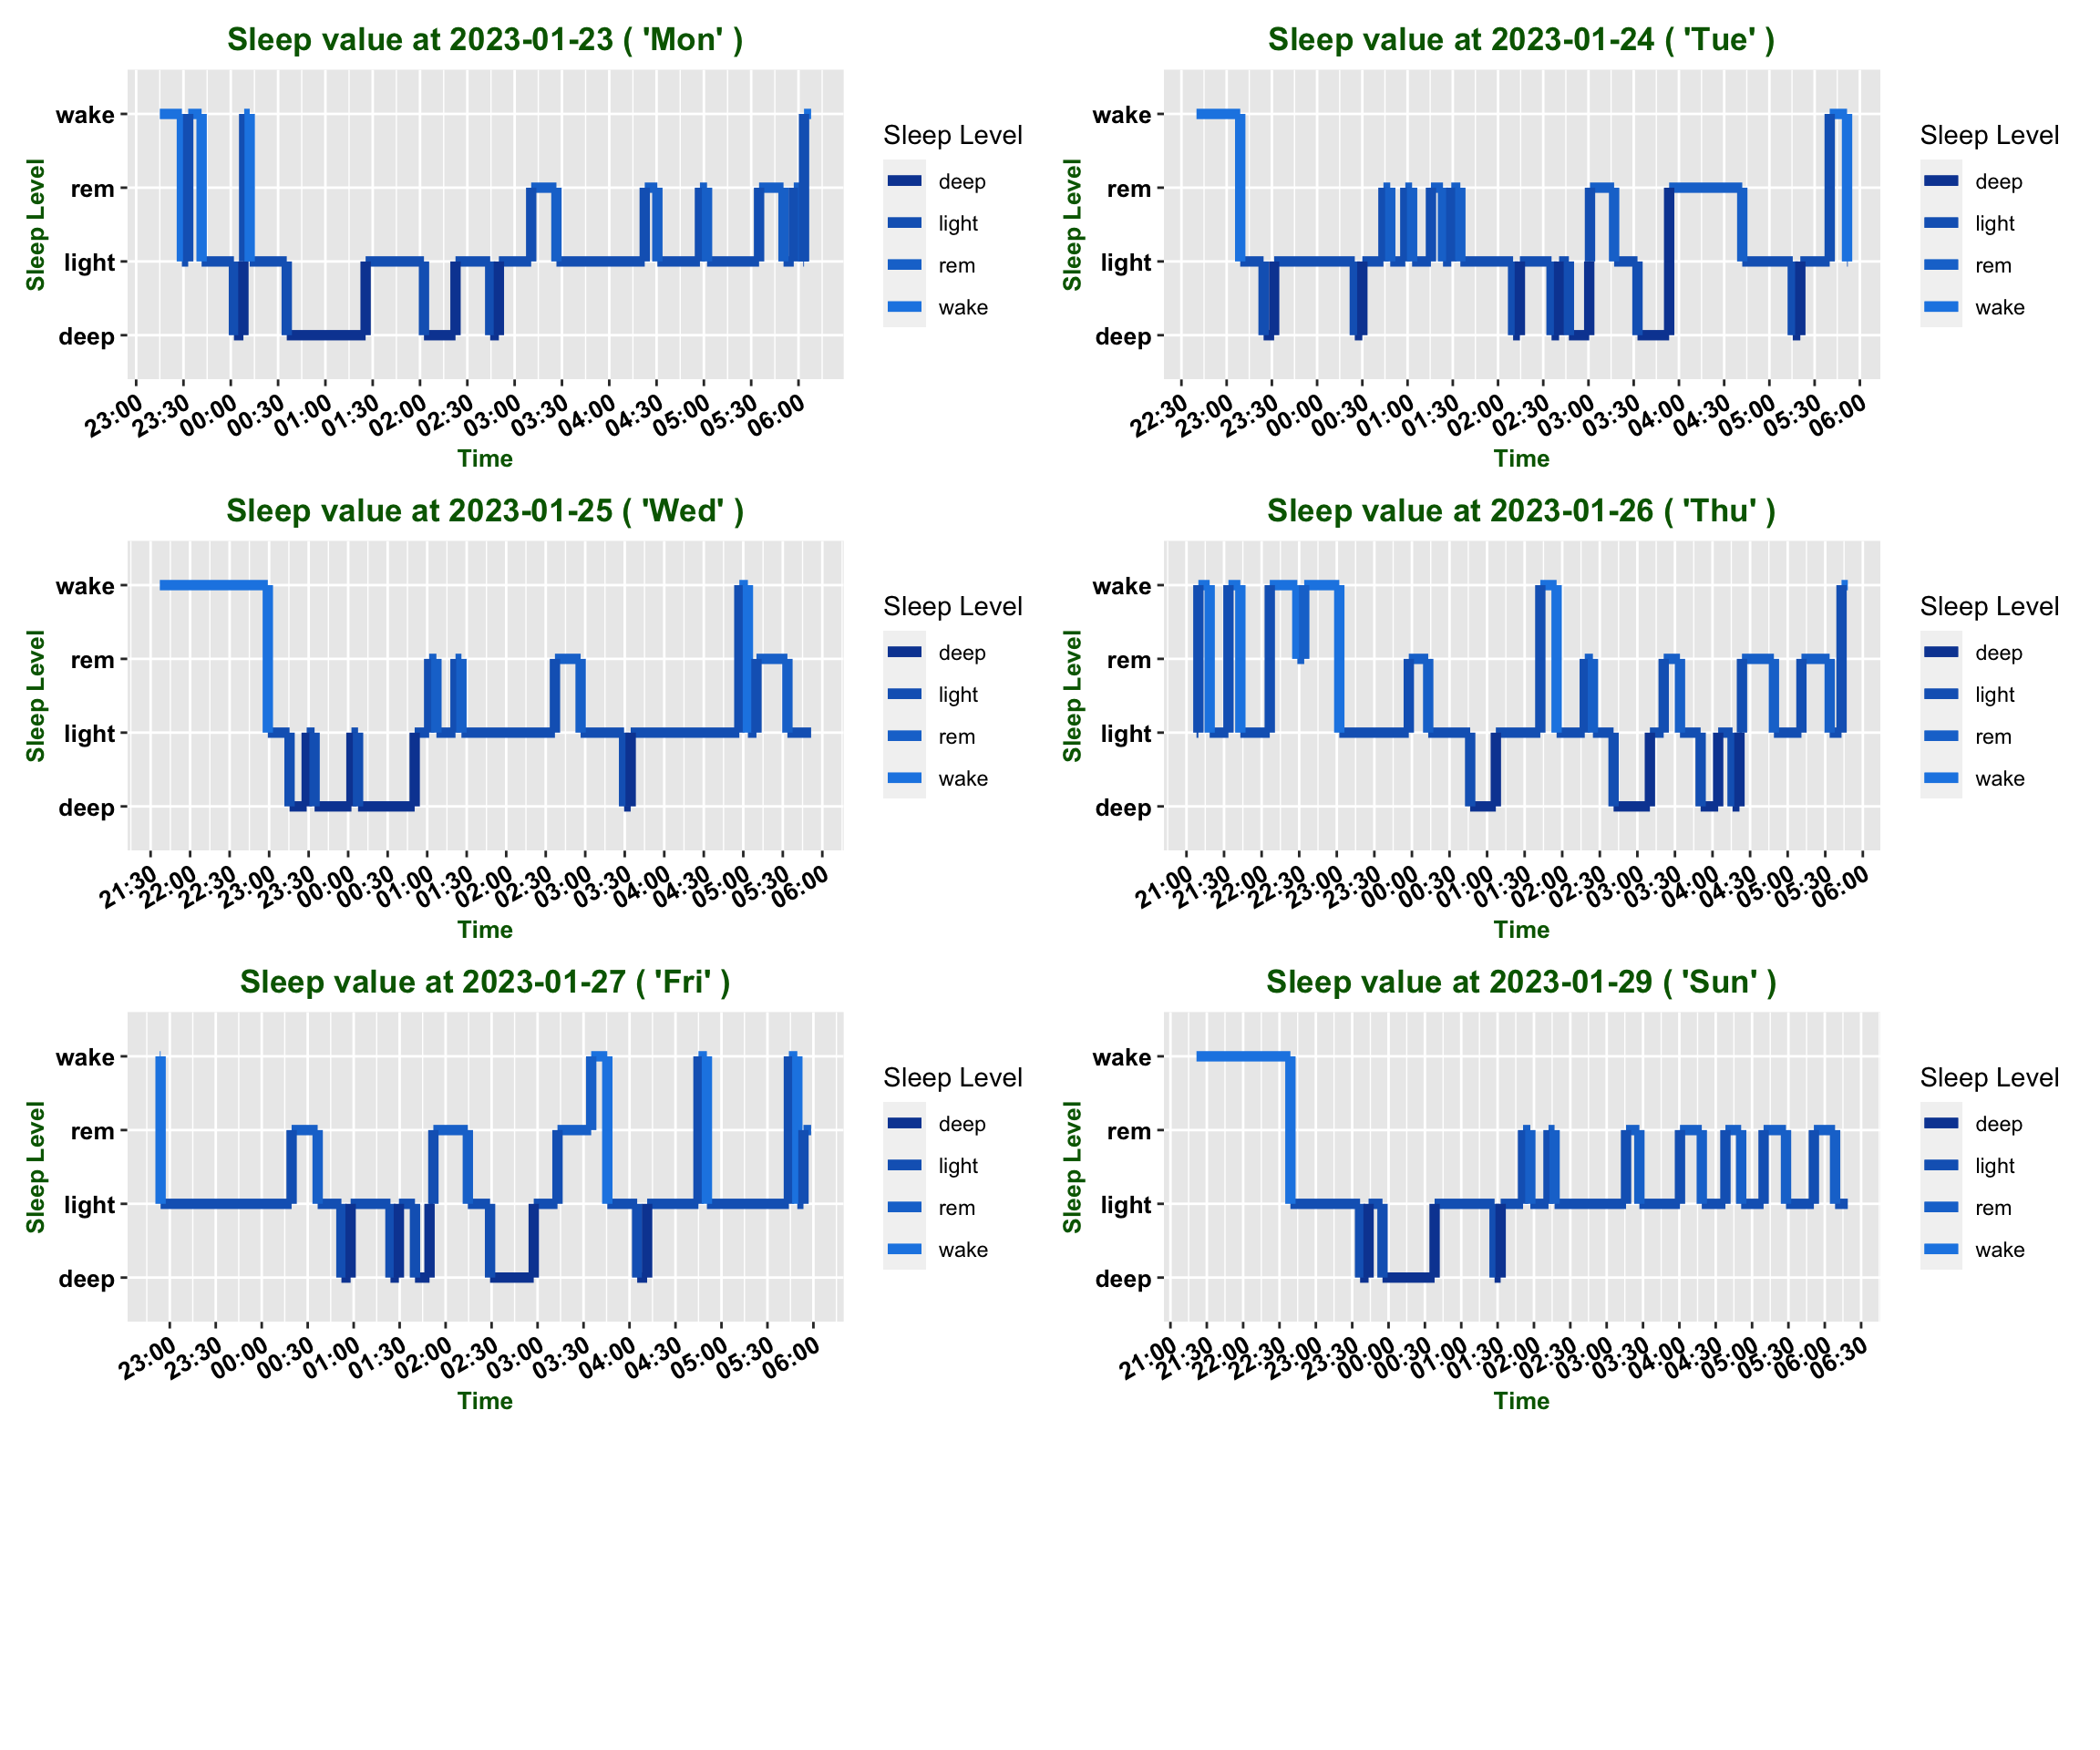 Sleep value at 2023-01-23 ( 'Mon' )
Sleep Level
wake
rem
light
deep
23:00 23:30 00:00 00:30 01:00 01:30 02:00 02:30 03:00 03:30 04:00 04:30 05:00 05:30 06:00
Time
Sleep Level
deep
light
rem
wake
Sleep value at 2023-01-24 ( 'Tue' )
Sleep Level
wake
rem
light
deep
22:30 23:00 23:30 00:00 00:30 01:00 01:30 02:00 02:30 03:00 03:30 04:00 04:30 05:00 05:30 06:00
Time
Sleep Level
deep
light
rem
wake
Sleep value at 2023-01-25 ( 'Wed' )
Sleep Level
wake
rem
light
deep
21:30 22:00 22:30 23:00 23:30 00:00 00:30 01:00 01:30 02:00 02:30 03:00 03:30 04:00 04:30 05:00 05:30 06:00
Time
Sleep Level
deep
light
rem
wake
Sleep value at 2023-01-26 ( 'Thu' )
Sleep Level
wake
rem
light
deep
21:00 21:30 22:00 22:30 23:00 23:30 00:00 00:30 01:00 01:30 02:00 02:30 03:00 03:30 04:00 04:30 05:00 05:30 06:00
Time
Sleep Level
deep
light
rem
wake
Sleep value at 2023-01-27 ( 'Fri' )
Sleep Level
wake
rem
light
deep
23:00 23:30 00:00 00:30 01:00 01:30 02:00 02:30 03:00 03:30 04:00 04:30 05:00 05:30 06:00
Time
Sleep Level
deep
light
rem
wake
Sleep value at 2023-01-29 ( 'Sun' )
Sleep Level
wake
rem
light
deep
21:00 21:30 22:00 22:30 23:00 23:30 00:00 00:30 01:00 01:30 02:00 02:30 03:00 03:30 04:00 04:30 05:00 05:30 06:00 06:30
Time
Sleep Level
deep
light
rem
wake